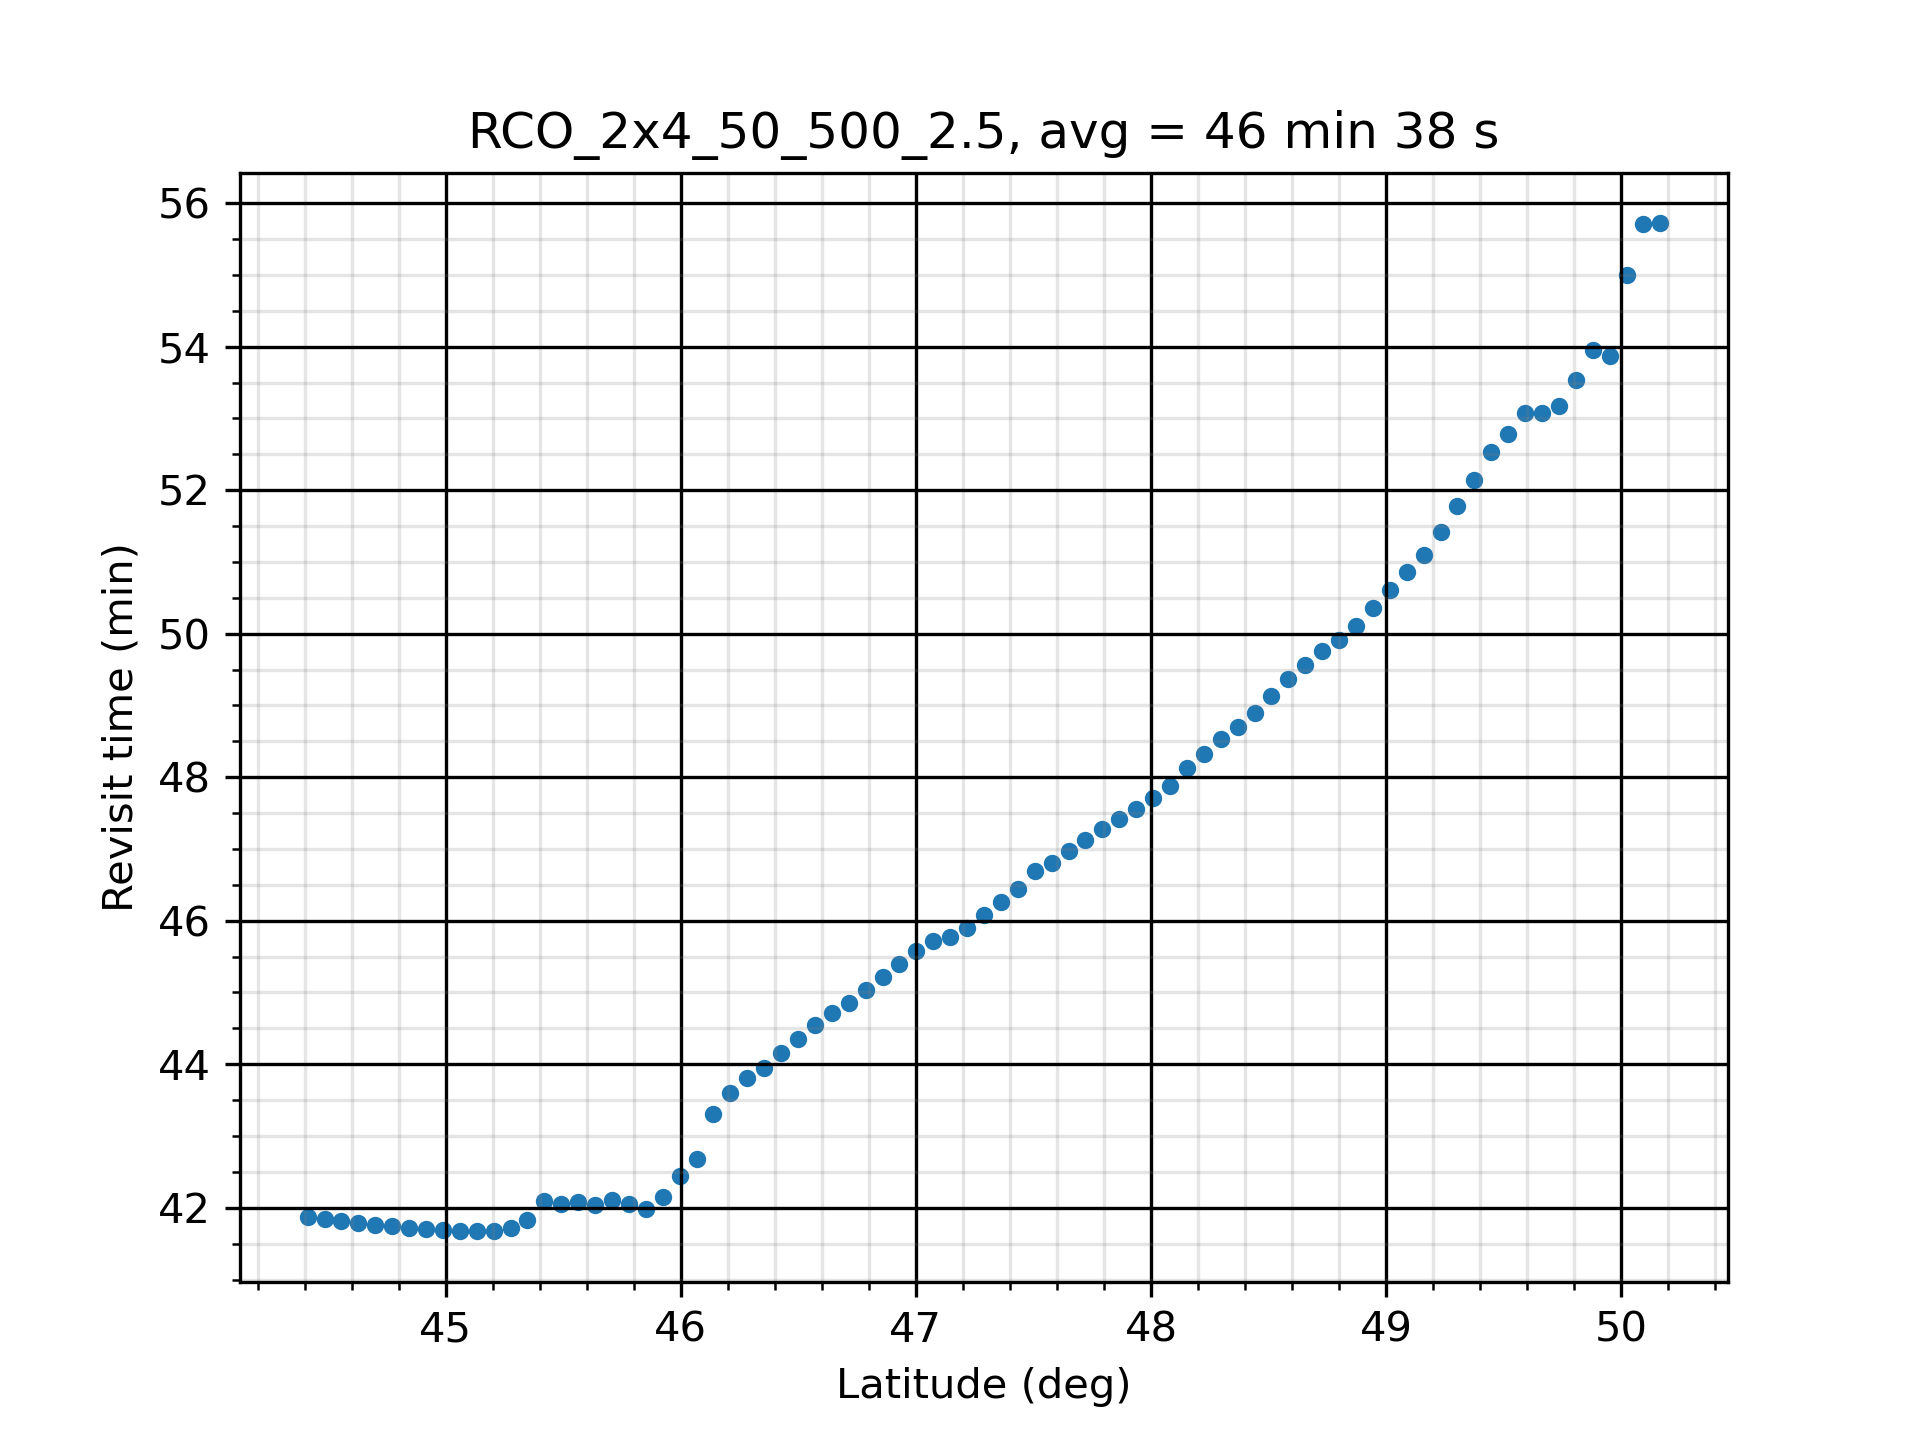 RCO_2x4_50_500_2.5, avg = 46 min 38 s
56
54
52
50
48
46
44
42
Revisit time (min)
45 46 47 48 49 50
Latitude (deg)